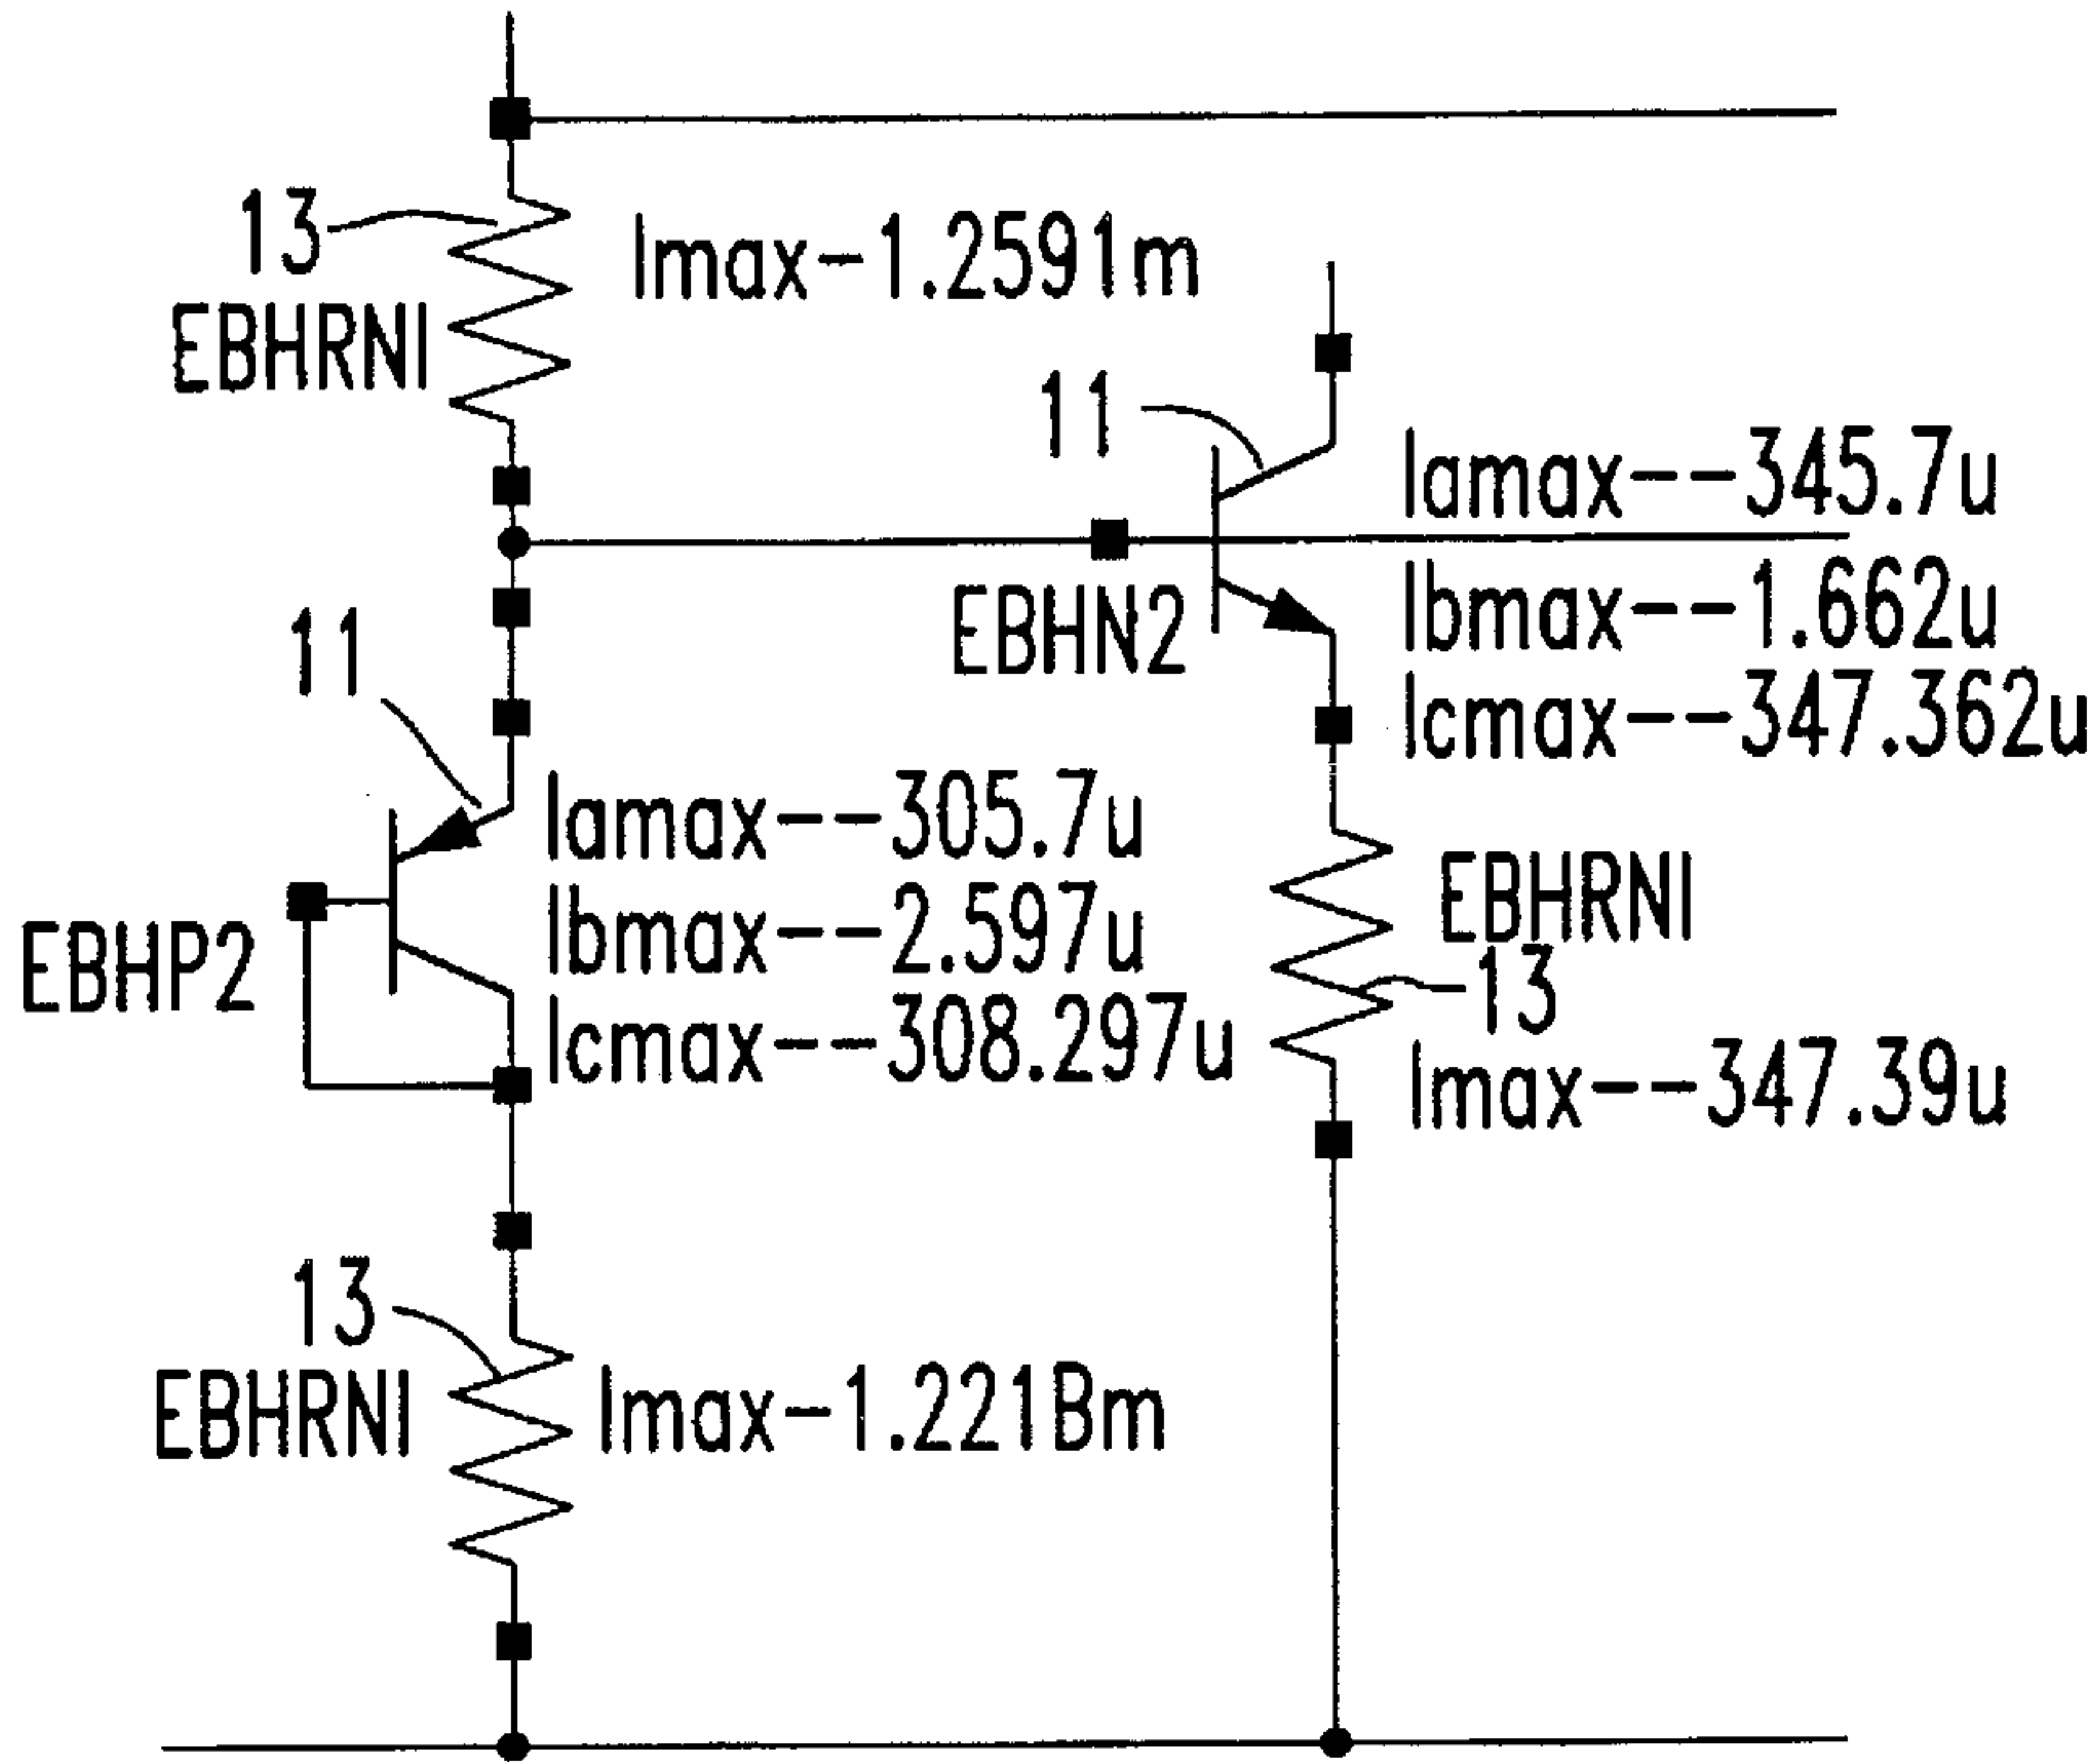 13
EBHRNI
Imax-1.2591m
11
EBHN2
Iamax--345.7u
Ibmax--1.662u
Icmax--347.362u
11
EBHP2
Iamax--305.7u
Ibmax--2.597u
Icmax--308.297u
EBHRNI
13
Imax--347.39u
13
EBHRNI
Imax-1.221Bm